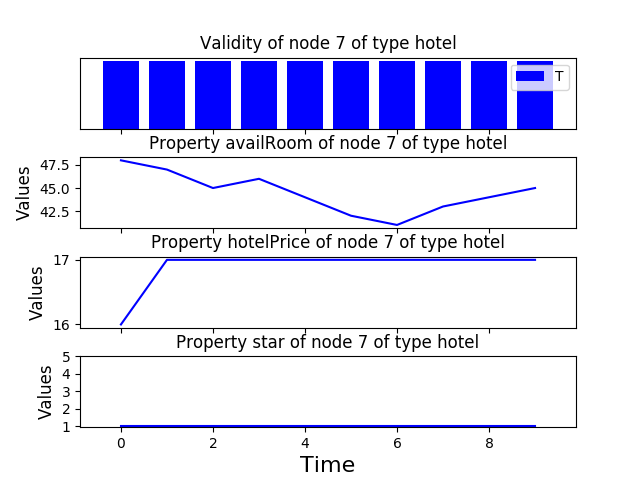 Validity of node 7 of type hotel
T
Property availRoom of node 7 of type hotel
47.5
45.0
42.5
Values
Property hotelPrice of node 7 of type hotel
17
16
Values
Property star of node 7 of type hotel
5
4
3
2
1
Values
0 2 4 6 8
Time